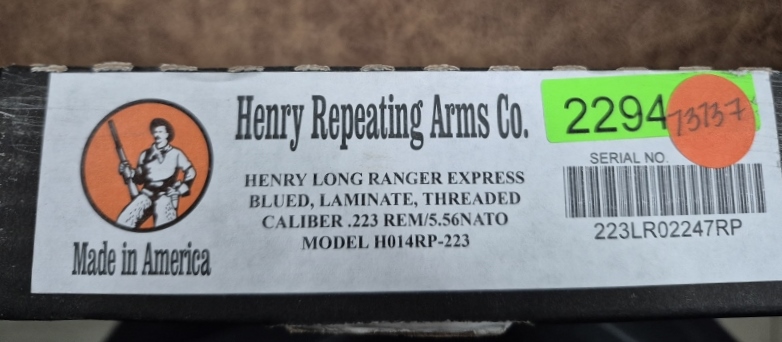 Henry Repeating Arms Co.
HENRY LONG RANGER EXPRESS
BLUED, LAMINATE, THREADED
CALIBER .223 REM/5.56NATO
MODEL H014RP-223
Made in America
2294
73737
SERIAL NO.
223LR02247RP